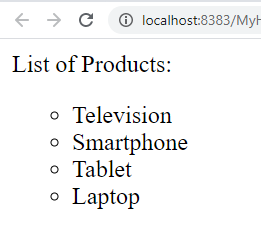 localhost:8383/MyH
List of Products:
Television
Smartphone
Tablet
Laptop